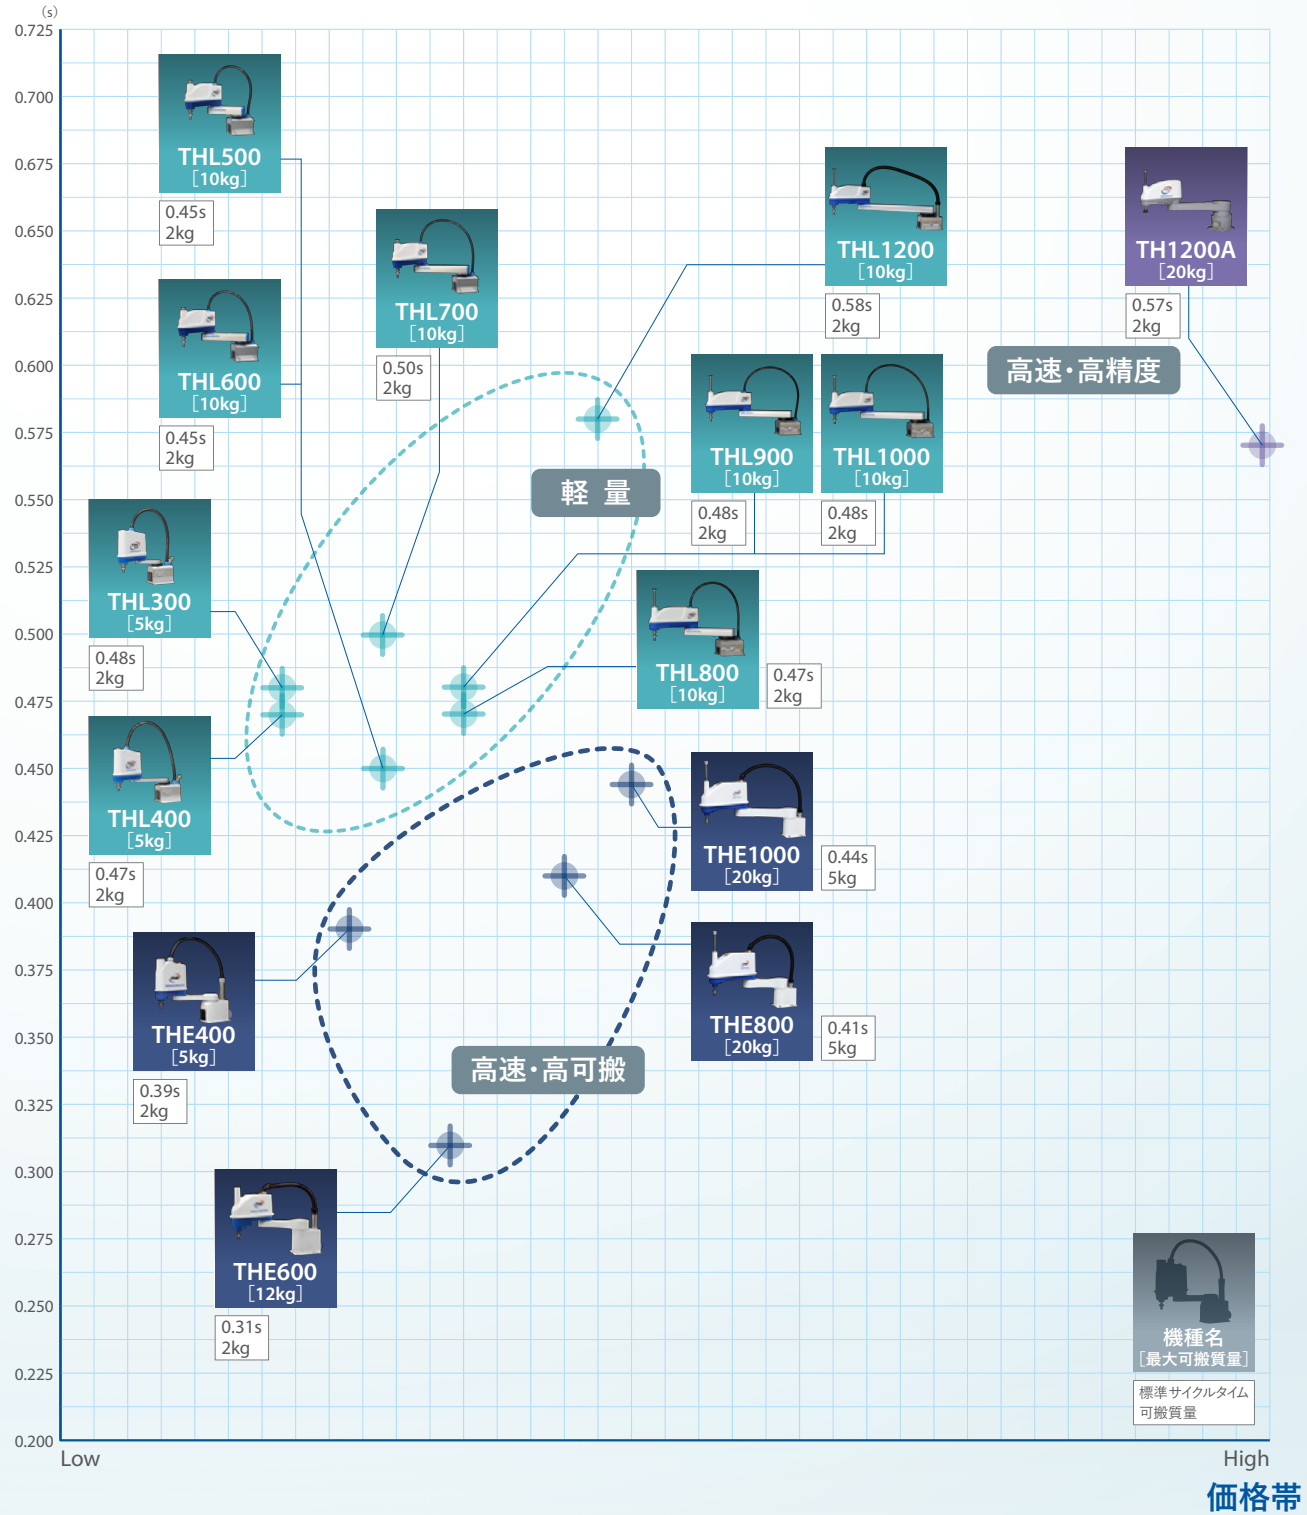 (s)
0.725
0.700
0.675
0.650
0.625
0.600
0.575
0.550
0.525
0.500
0.475
0.450
0.425
0.400
0.375
0.350
0.325
0.300
0.275
0.250
0.225
0.200
THL500
[10kg]
0.45s
2kg
THL600
[10kg]
0.45s
2kg
THL700
[10kg]
0.50s
2kg
THL1200
[10kg]
0.58s
2kg
TH1200A
[20kg]
0.57s
2kg
高速・高精度
THL900
[10kg]
0.48s
2kg
THL1000
[10kg]
0.48s
2kg
軽 量
THL300
[5kg]
0.48s
2kg
THL800
[10kg]
0.47s
2kg
THL400
[5kg]
0.47s
2kg
THE1000
[20kg]
0.44s
5kg
THE800
[20kg]
0.41s
5kg
THE400
[5kg]
0.39s
2kg
高速・高可搬
THE600
[12kg]
0.31s
2kg
機種名
[最大可搬質量]
標準サイクルタイム
可搬質量
Low
High
価格帯